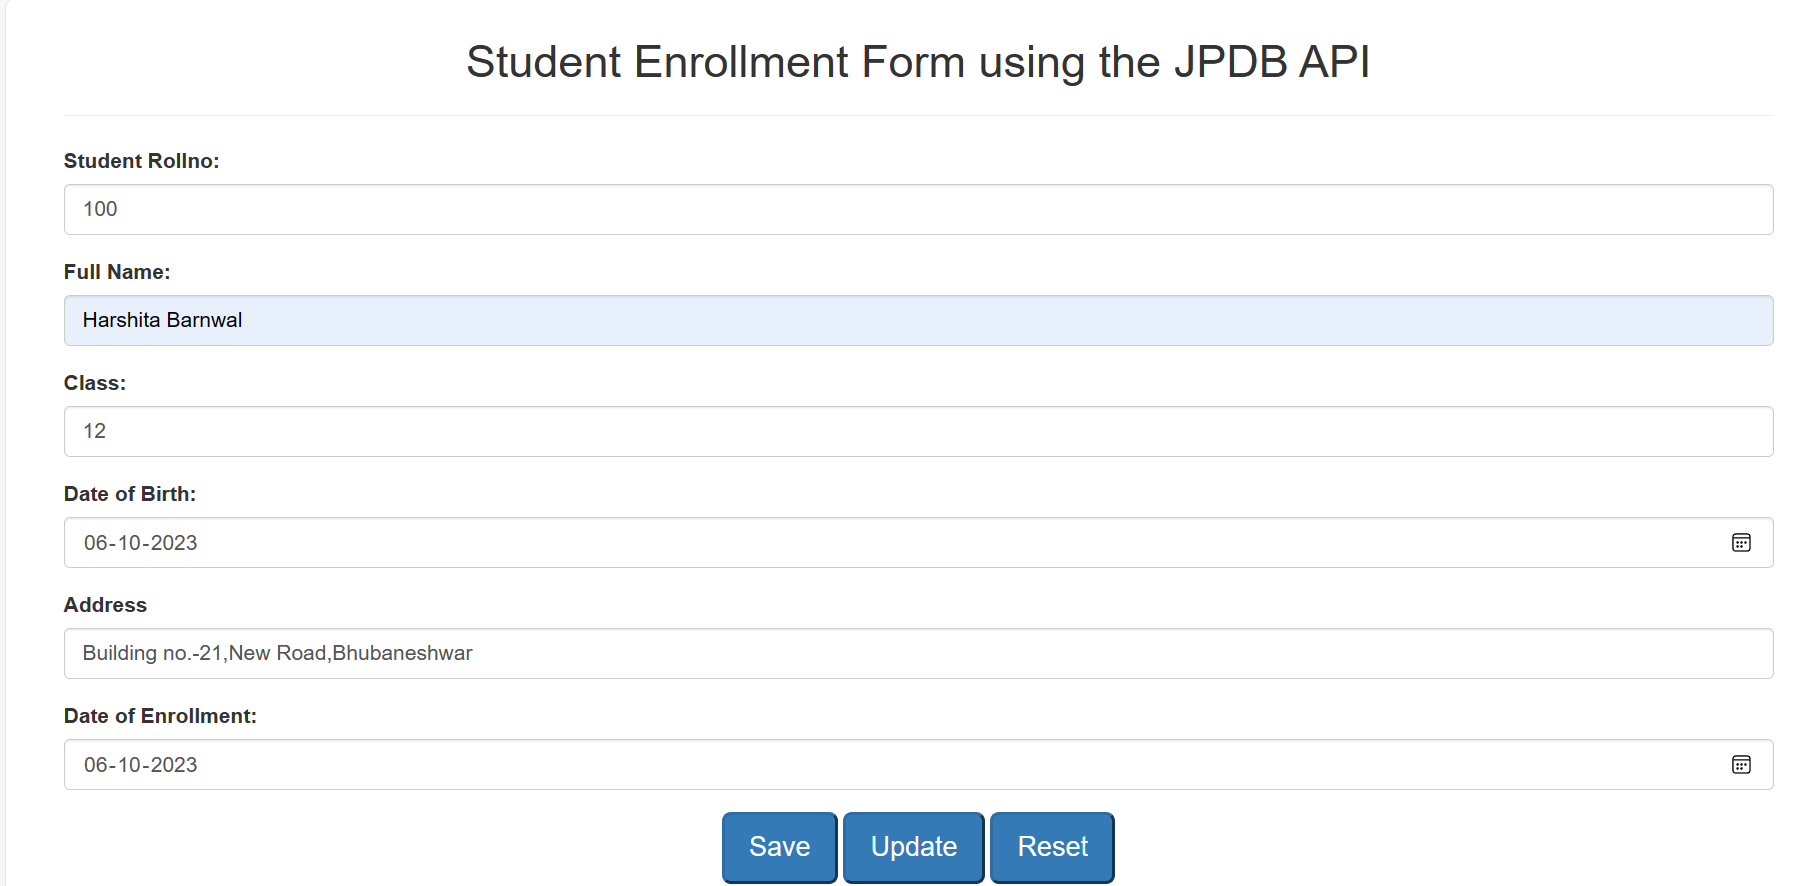 Student Enrollment Form using the JPDB API
Student Rollno:
100
Full Name:
Harshita Barnwal
Class:
12
Date of Birth:
06-10-2023
Address
Building no.-21,New Road,Bhubaneshwar
Date of Enrollment:
06-10-2023
Save Update Reset